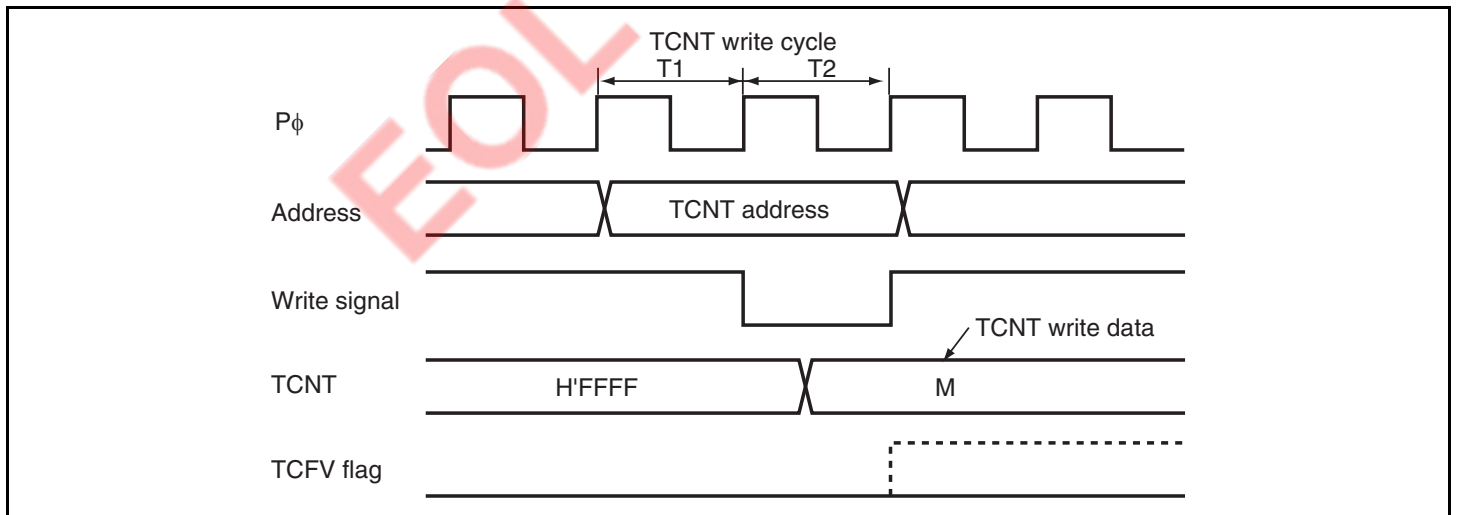 EOL
TCNT write cycle
T1 T2
Pϕ
Address
TCNT address
Write signal
TCNT write data
TCNT
H'FFFF
M
TCFV flag